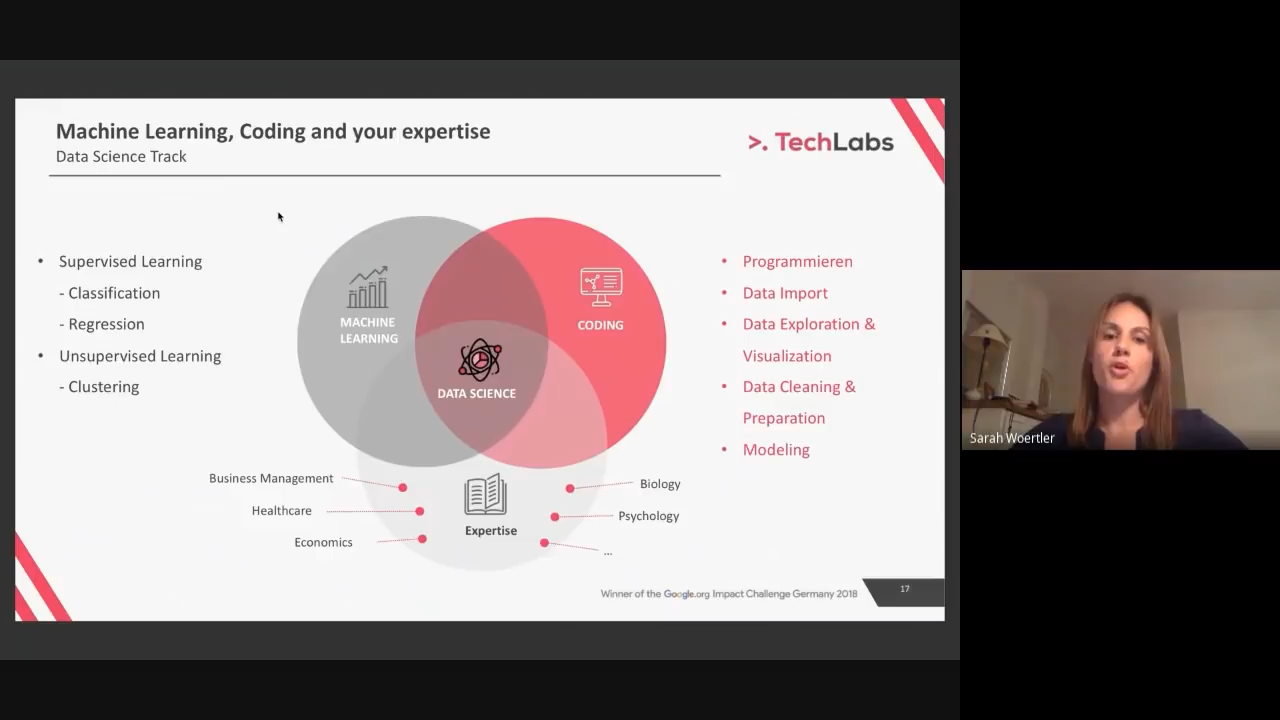 Machine Learning, Coding and your expertise
Data Science Track
>. TechLabs
• Supervised Learning
- Classification
- Regression
• Unsupervised Learning
- Clustering
MACHINE
LEARNING
CODING
DATA SCIENCE
• Programmieren
• Data Import
• Data Exploration &
Visualization
• Data Cleaning &
Preparation
• Modeling
Business Management
Healthcare
Economics
Expertise
Biology
Psychology
...
Winner of the Google.org Impact Challenge Germany 2018
17
Sarah Woertler